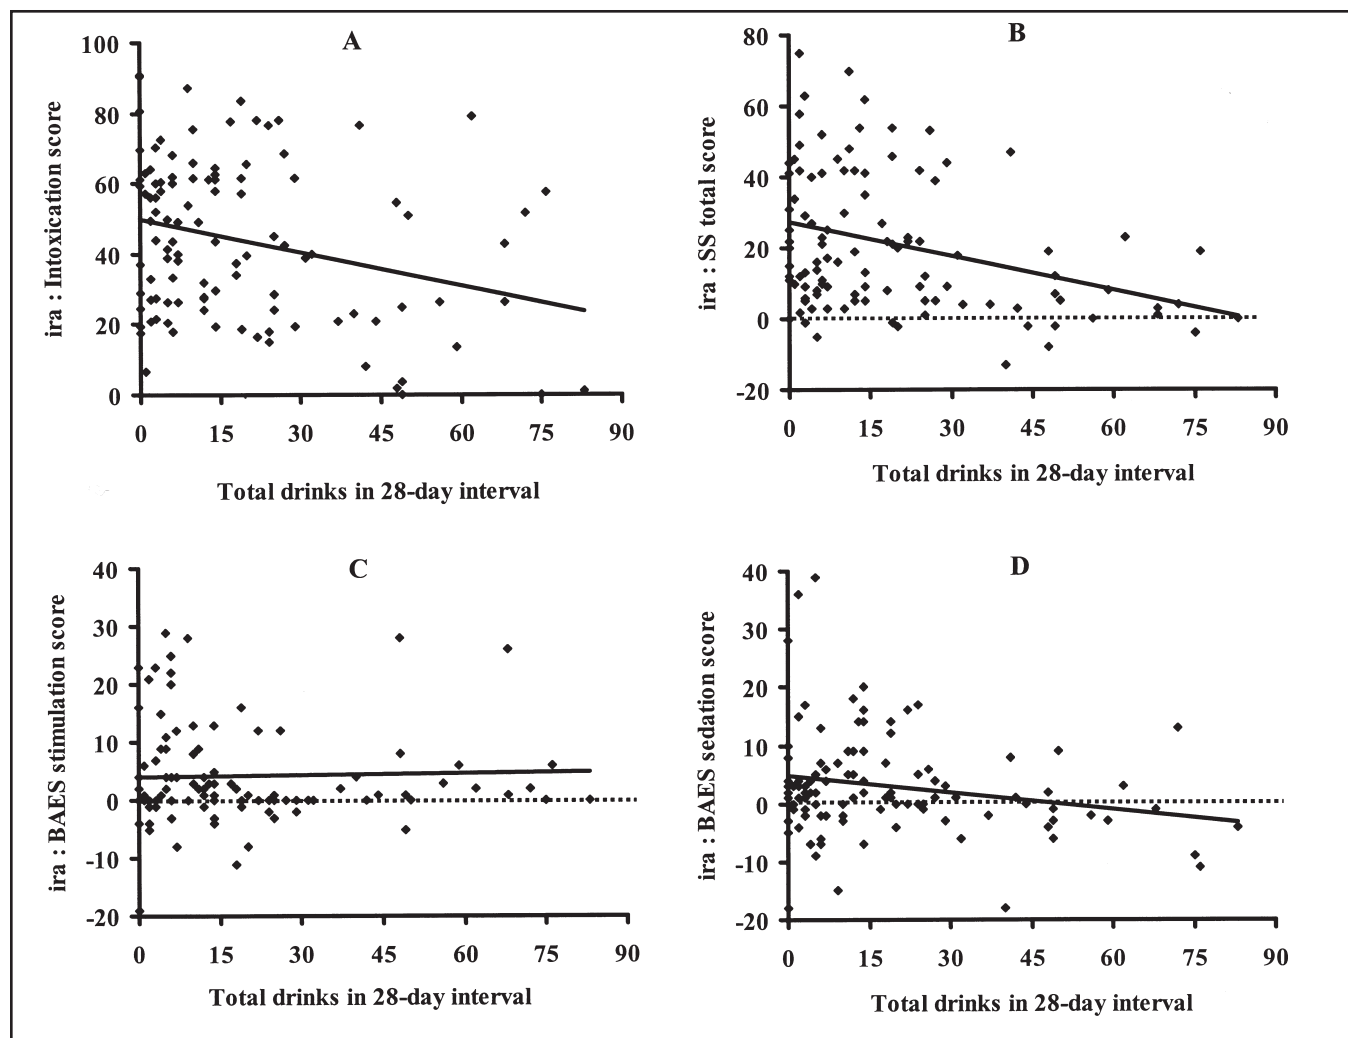 A
100
80
60
40
20
0
0 15 30 45 60 75 90
ira : Intoxication score
Total drinks in 28-day interval
B
80
60
40
20
0
-20
0 15 30 45 60 75 90
ira : SS total score
Total drinks in 28-day interval
C
40
30
20
10
0
-10
-20
0 15 30 45 60 75 90
ira : BAES stimulation score
Total drinks in 28-day interval
D
40
30
20
10
0
-10
-20
0 15 30 45 60 75 90
ira : BAES sedation score
Total drinks in 28-day interval